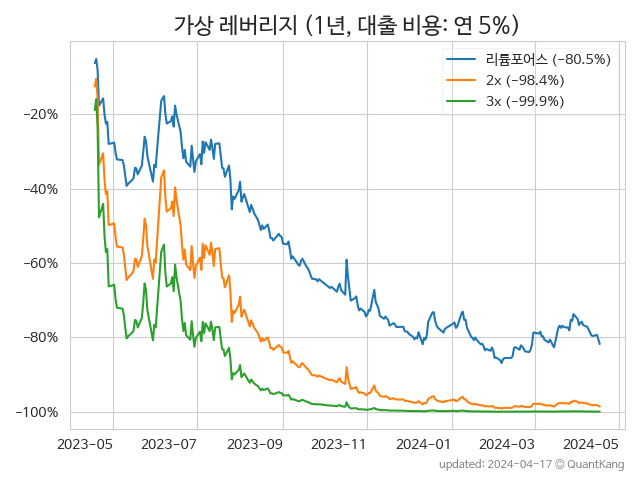 가상 레버리지 (1년, 대출 비용: 연 5%)
리튬포어스 (−80.5%)
2x (−98.4%)
3x (−99.9%)
−20%
−40%
−60%
−80%
−100%
2023-05 2023-07 2023-09 2023-11 2024-01 2024-03 2024-05
updated: 2024-04-17 © QuantKang